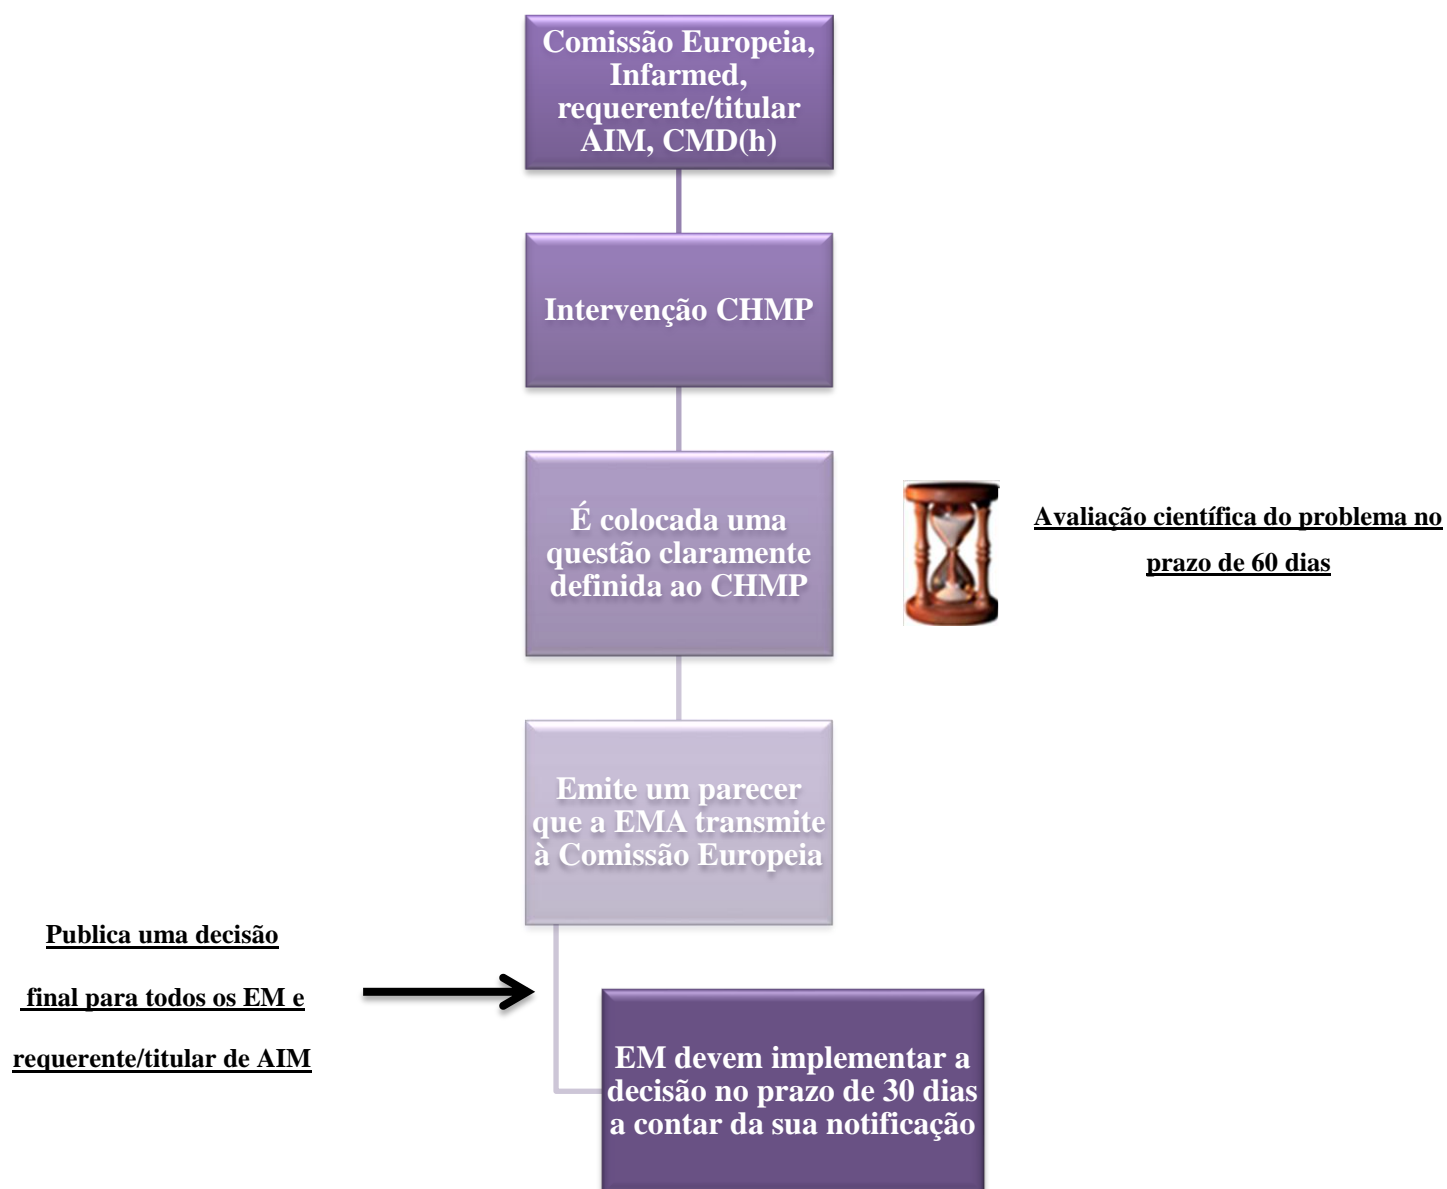 Comissão Europeia,
Infarmed,
requerente/titular
AIM, CMD(h)
Intervenção CHMP
É colocada uma
questão claramente
definida ao CHMP
Avaliação científica do problema no
prazo de 60 dias
Emite um parecer
que a EMA transmite
à Comissão Europeia
Publica uma decisão
final para todos os EM e
requerente/titular de AIM
EM devem implementar a
decisão no prazo de 30 dias
a contar da sua notificação